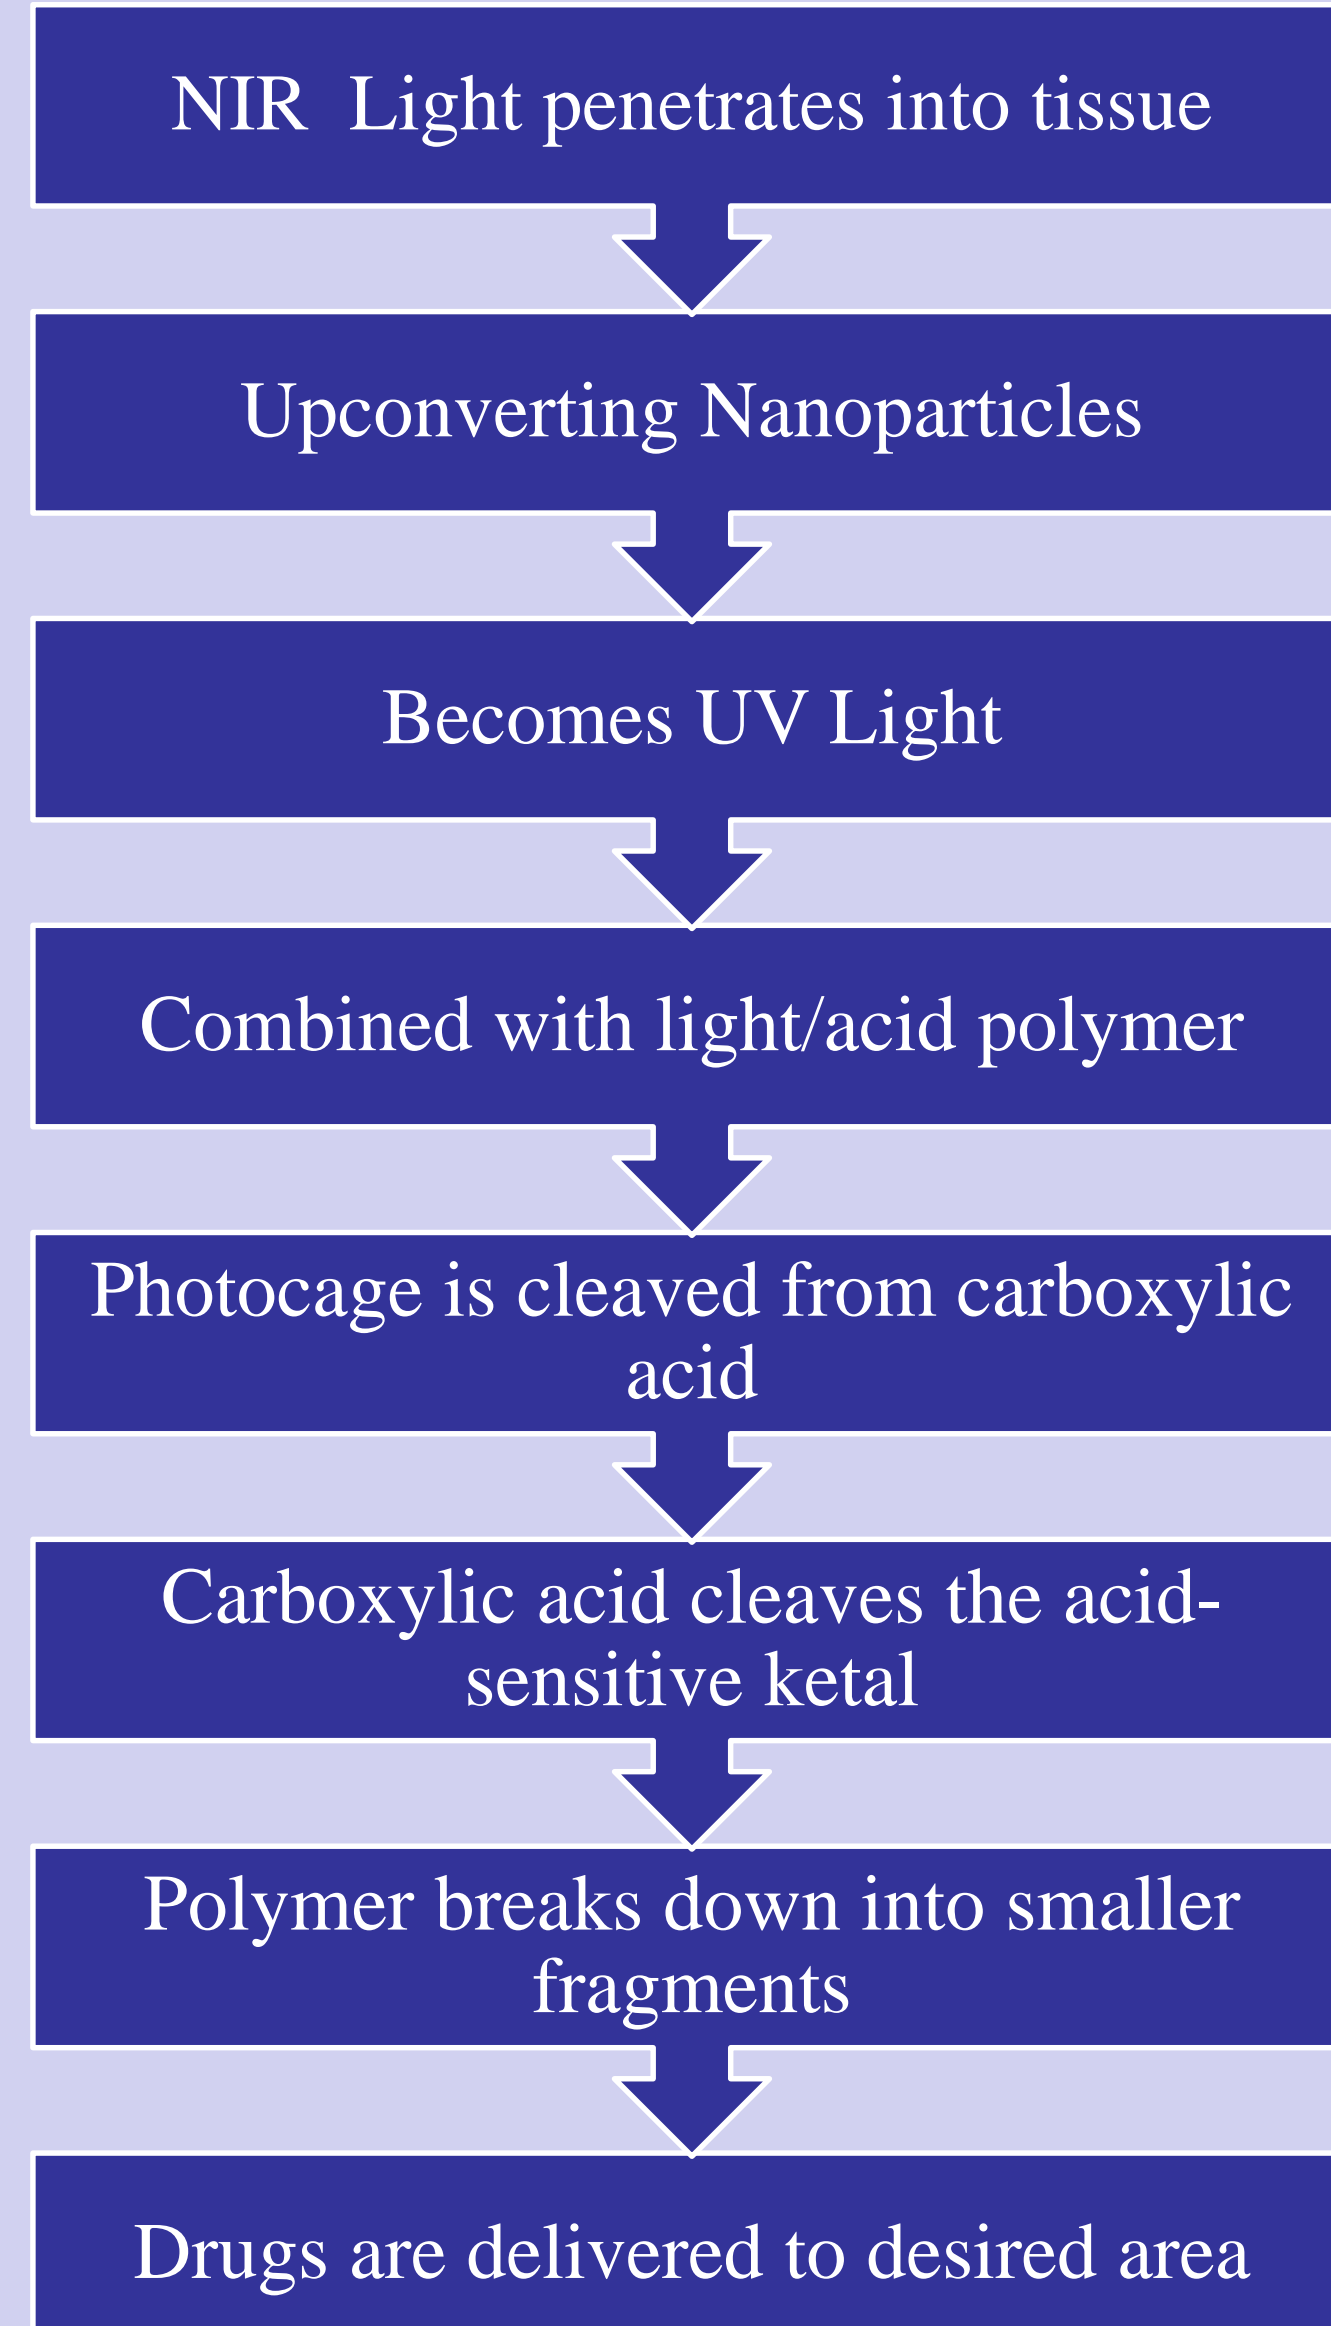 NIR  Light penetrates into tissue
Upconverting Nanoparticles
Becomes UV Light
Combined with light/acid polymer
Photocage is cleaved from carboxylic
acid
Carboxylic acid cleaves the acid-
sensitive ketal
Polymer breaks down into smaller
fragments
Drugs are delivered to desired area